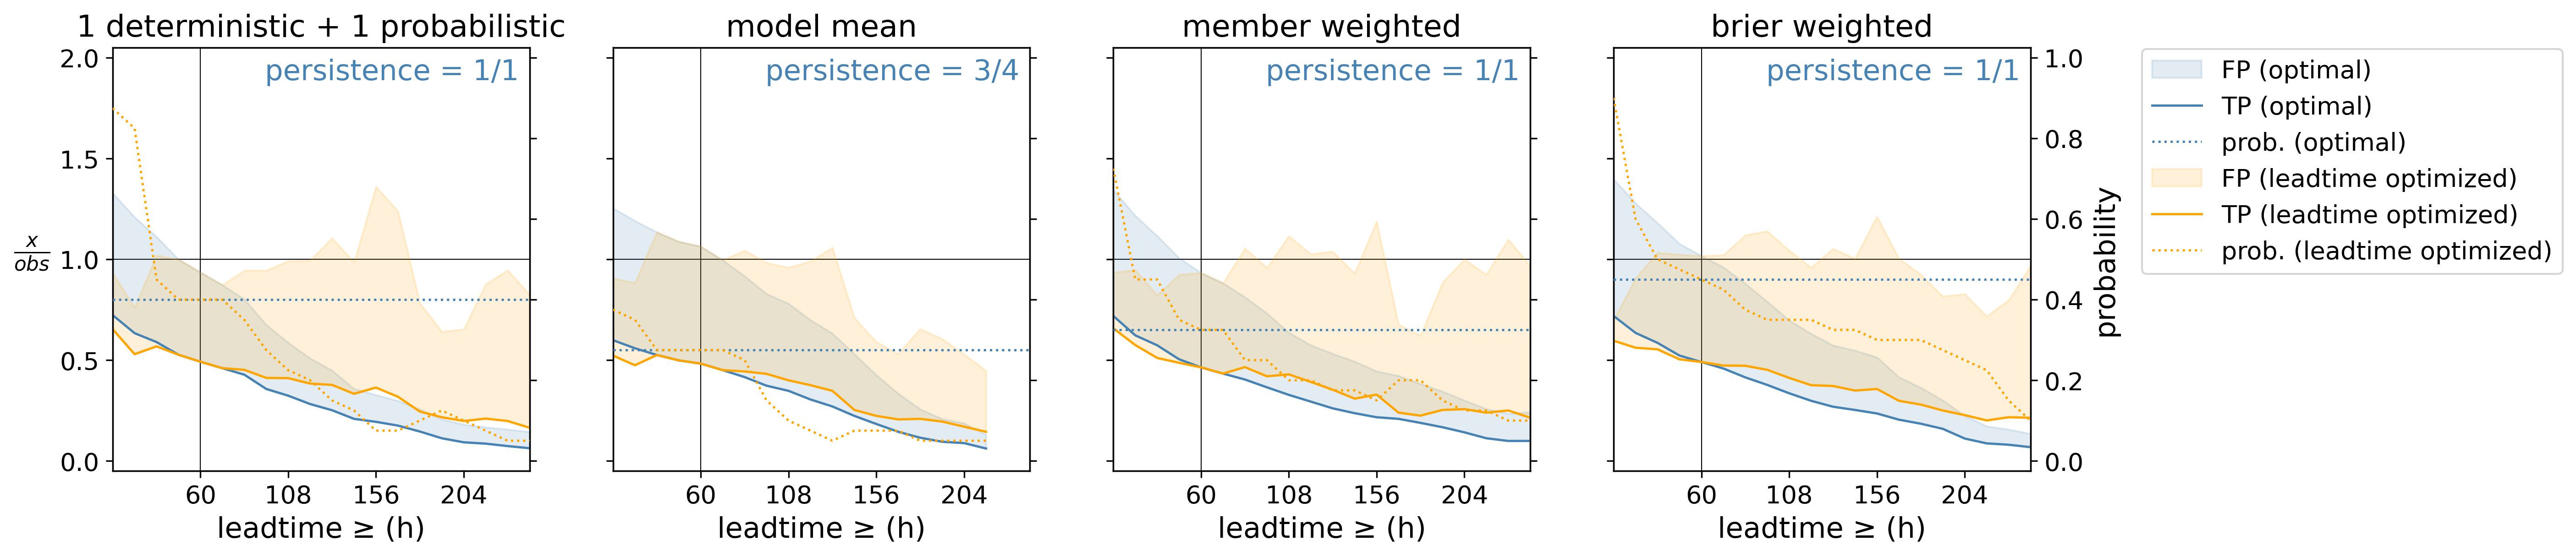 1 deterministic + 1 probabilistic
model mean
member weighted
brier weighted
persistence = 1/1
persistence = 3/4
persistence = 1/1
persistence = 1/1
2.0
1.5
1.0
0.5
0.0
x
obs
1.0
0.8
0.6
0.4
0.2
0.0
probability
60 108 156 204
60 108 156 204
60 108 156 204
60 108 156 204
leadtime ≥ (h)
leadtime ≥ (h)
leadtime ≥ (h)
leadtime ≥ (h)
FP (optimal)
TP (optimal)
prob. (optimal)
FP (leadtime optimized)
TP (leadtime optimized)
prob. (leadtime optimized)